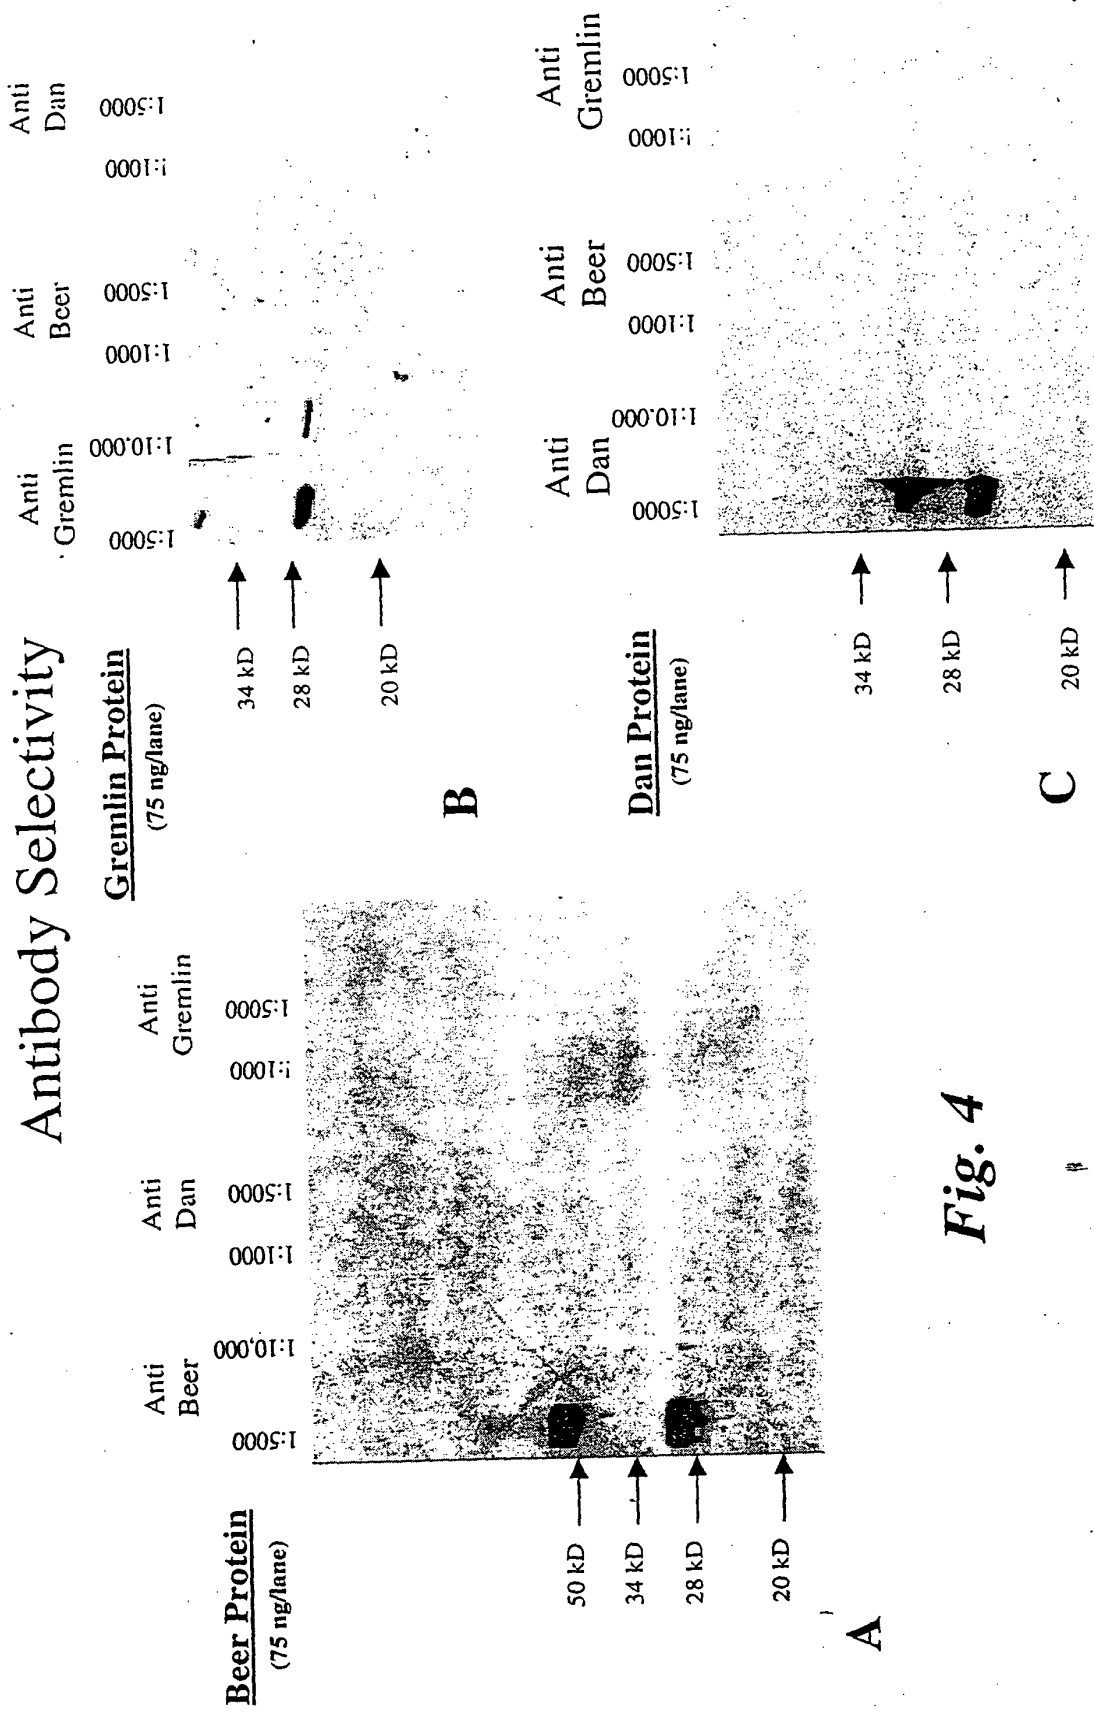 Antibody Selectivity
Beer Protein
(75 ng/lane)
Anti
Beer
Anti
Dan
Anti
Gremlin
1:5000
1:10,000
1:1000
1:5000
!:1000
1:5000
50 kD
34 kD
28 kD
20 kD
A
Gremlin Protein
(75 ng/lane)
Anti
Gremlin
Anti
Beer
Anti
Dan
1:5000
1:10.000
1:1000
1:5000
!:1000
1:5000
34 kD
28 kD
20 kD
B
Dan Protein
(75 ng/lane)
Anti
Dan
Anti
Beer
Anti
Gremlin
1:5000
1:10.000
1:1000
1:5000
!:1000
1:5000
34 kD
28 kD
20 kD
C
Fig. 4